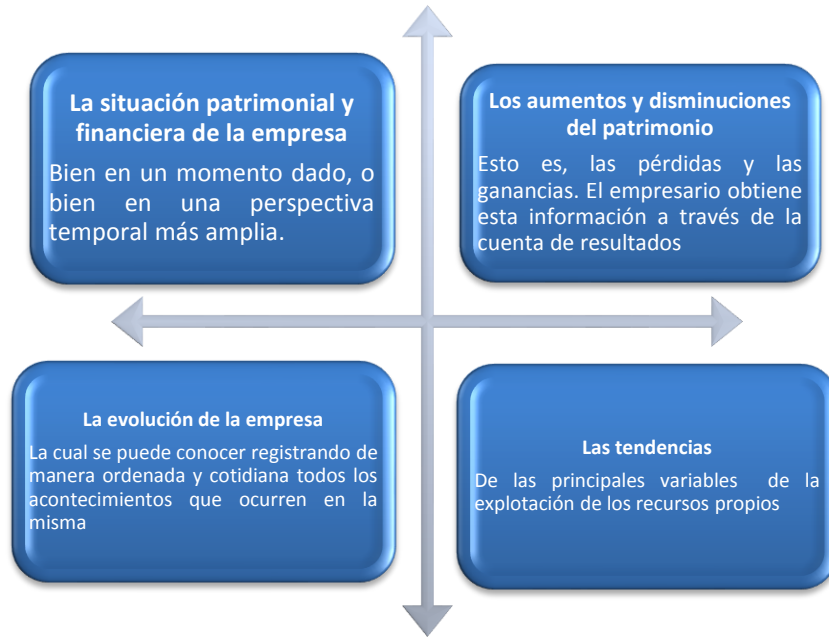 La situación patrimonial y
financiera de la empresa
Bien en un momento dado, o
bien en una perspectiva
temporal más amplia.
Los aumentos y disminuciones
del patrimonio
Esto es, las pérdidas y las
ganancias. El empresario obtiene
esta información a través de la
cuenta de resultados
La evolución de la empresa
La cual se puede conocer registrando de
manera ordenada y cotidiana todos los
acontecimientos que ocurren en la
misma
Las tendencias
De las principales variables de la
explotación de los recursos propios